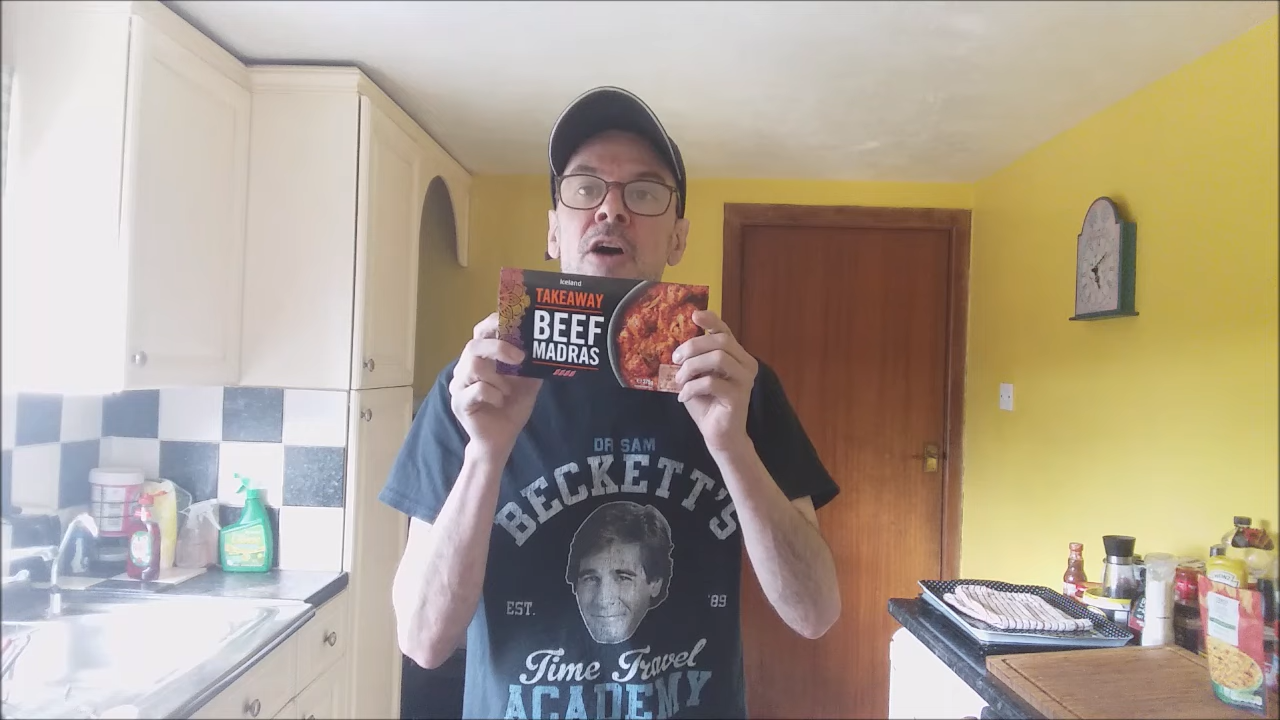 Iceland
TAKEAWAY
BEEF
MADRAS
DR SAM
BECKETT'S
EST.
'89
Time Travel
ACADEMY